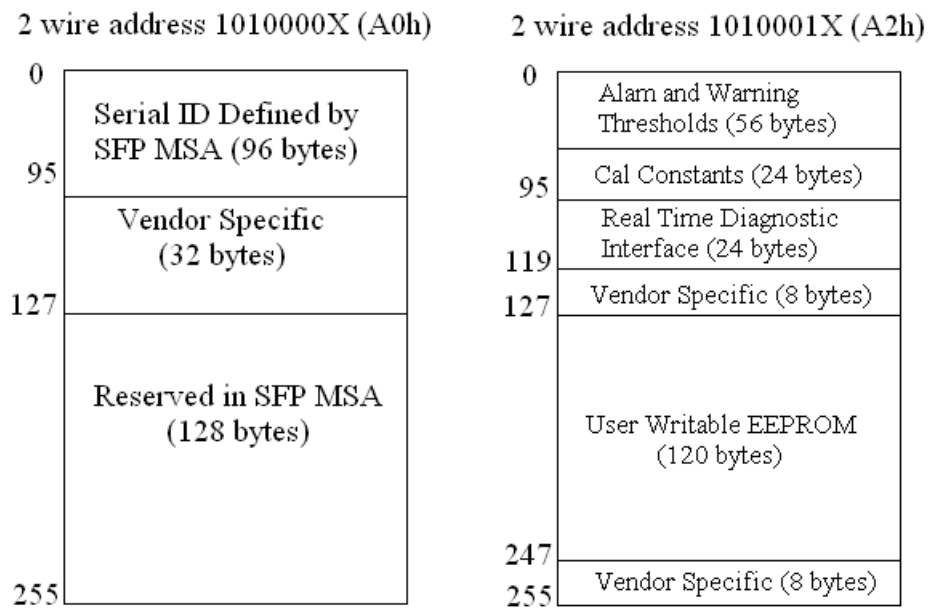 2 wire address 1010000X (A0h)
0
Serial ID Defined by
SFP MSA (96 bytes)
95
Vendor Specific
(32 bytes)
127
Reserved in SFP MSA
(128 bytes)
255
2 wire address 1010001X (A2h)
0
Alam and Warning
Thresholds (56 bytes)
Cal Constants (24 bytes)
95
Real Time Diagnostic
Interface (24 bytes)
119
Vendor Specific (8 bytes)
127
User Writable EEPROM
(120 bytes)
247
Vendor Specific (8 bytes)
255